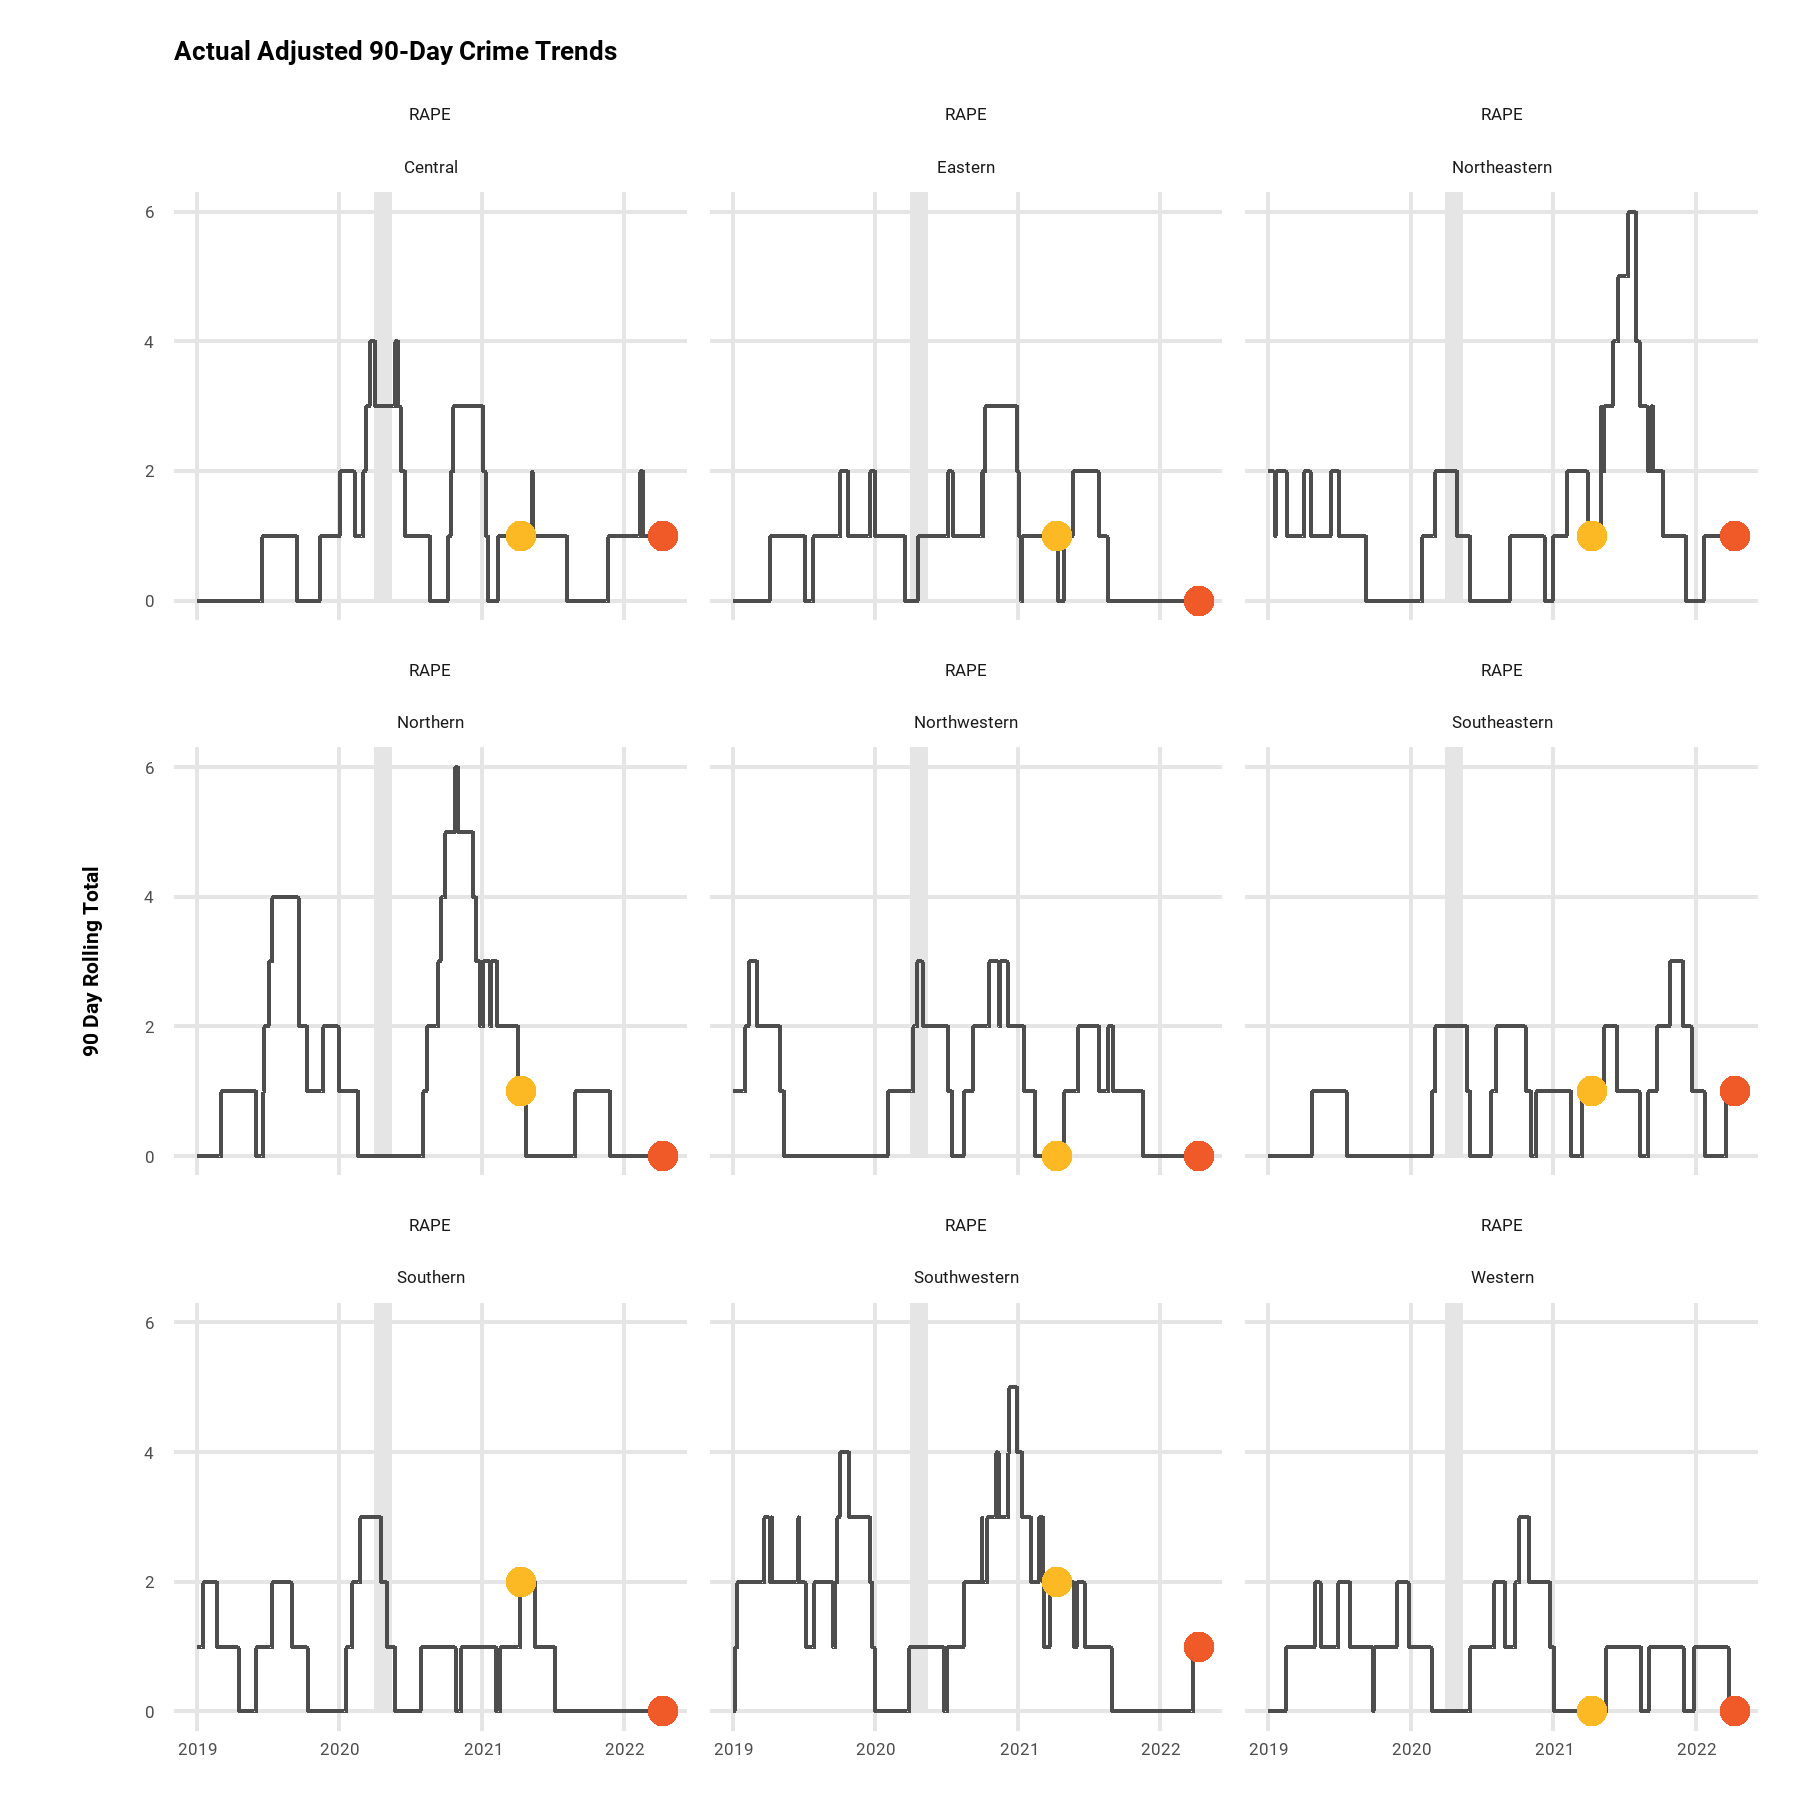 Actual Adjusted 90-Day Crime Trends
RAPE
RAPE
RAPE
Central
Eastern
Northeastern
6
4
2
0
RAPE
RAPE
RAPE
Northern
Northwestern
Southeastern
6
4
2
0
90 Day Rolling Total
RAPE
RAPE
RAPE
Southern
Southwestern
Western
6
4
2
0
2019 2020 2021 2022
2019 2020 2021 2022
2019 2020 2021 2022